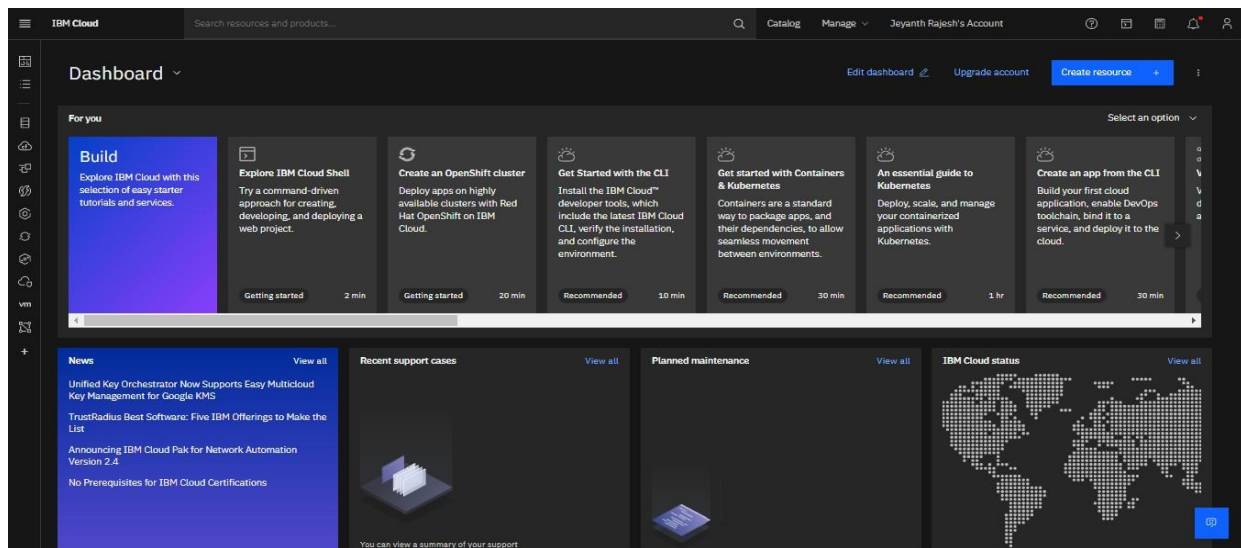 IBM Cloud
Search resources and products...
Catalog
Manage
Jeyanth Rajesh's Account
Dashboard
Edit dashboard
Upgrade account
Create resource +
For you
Select an option
Build
Explore IBM Cloud with this
selection of easy starter
tutorials and services.
Explore IBM Cloud Shell
Try a command-driven
approach for creating,
developing, and deploying a
web project.
Getting started
2 min
Create an OpenShift cluster
Deploy apps on highly
available clusters with Red
Hat OpenShift on IBM
Cloud.
Getting started
20 min
Get Started with the CLI
Install the IBM Cloud™
developer tools, which
include the latest IBM Cloud
CLI, verify the installation,
and configure the
environment.
Recommended
10 min
Get started with Containers
& Kubernetes
Containers are a standard
way to package apps, and
their dependencies, to allow
seamless movement
between environments.
Recommended
30 min
An essential guide to
Kubernetes
Deploy, scale, and manage
your containerized
applications with
Kubernetes.
Recommended
1 hr
Create an app from the CLI
Build your first cloud
application, enable DevOps
toolchain, bind it to a
service, and deploy it to the
cloud.
Recommended
30 min
vm
News
View all
Unified Key Orchestrator Now Supports Easy Multicloud
Key Management for Google KMS
TrustRadius Best Software: Five IBM Offerings to Make the
List
Announcing IBM Cloud Pak for Network Automation
Version 2.4
No Prerequisites for IBM Cloud Certifications
Recent support cases
View all
You can view a summary of your support
Planned maintenance
View all
IBM Cloud status
View all